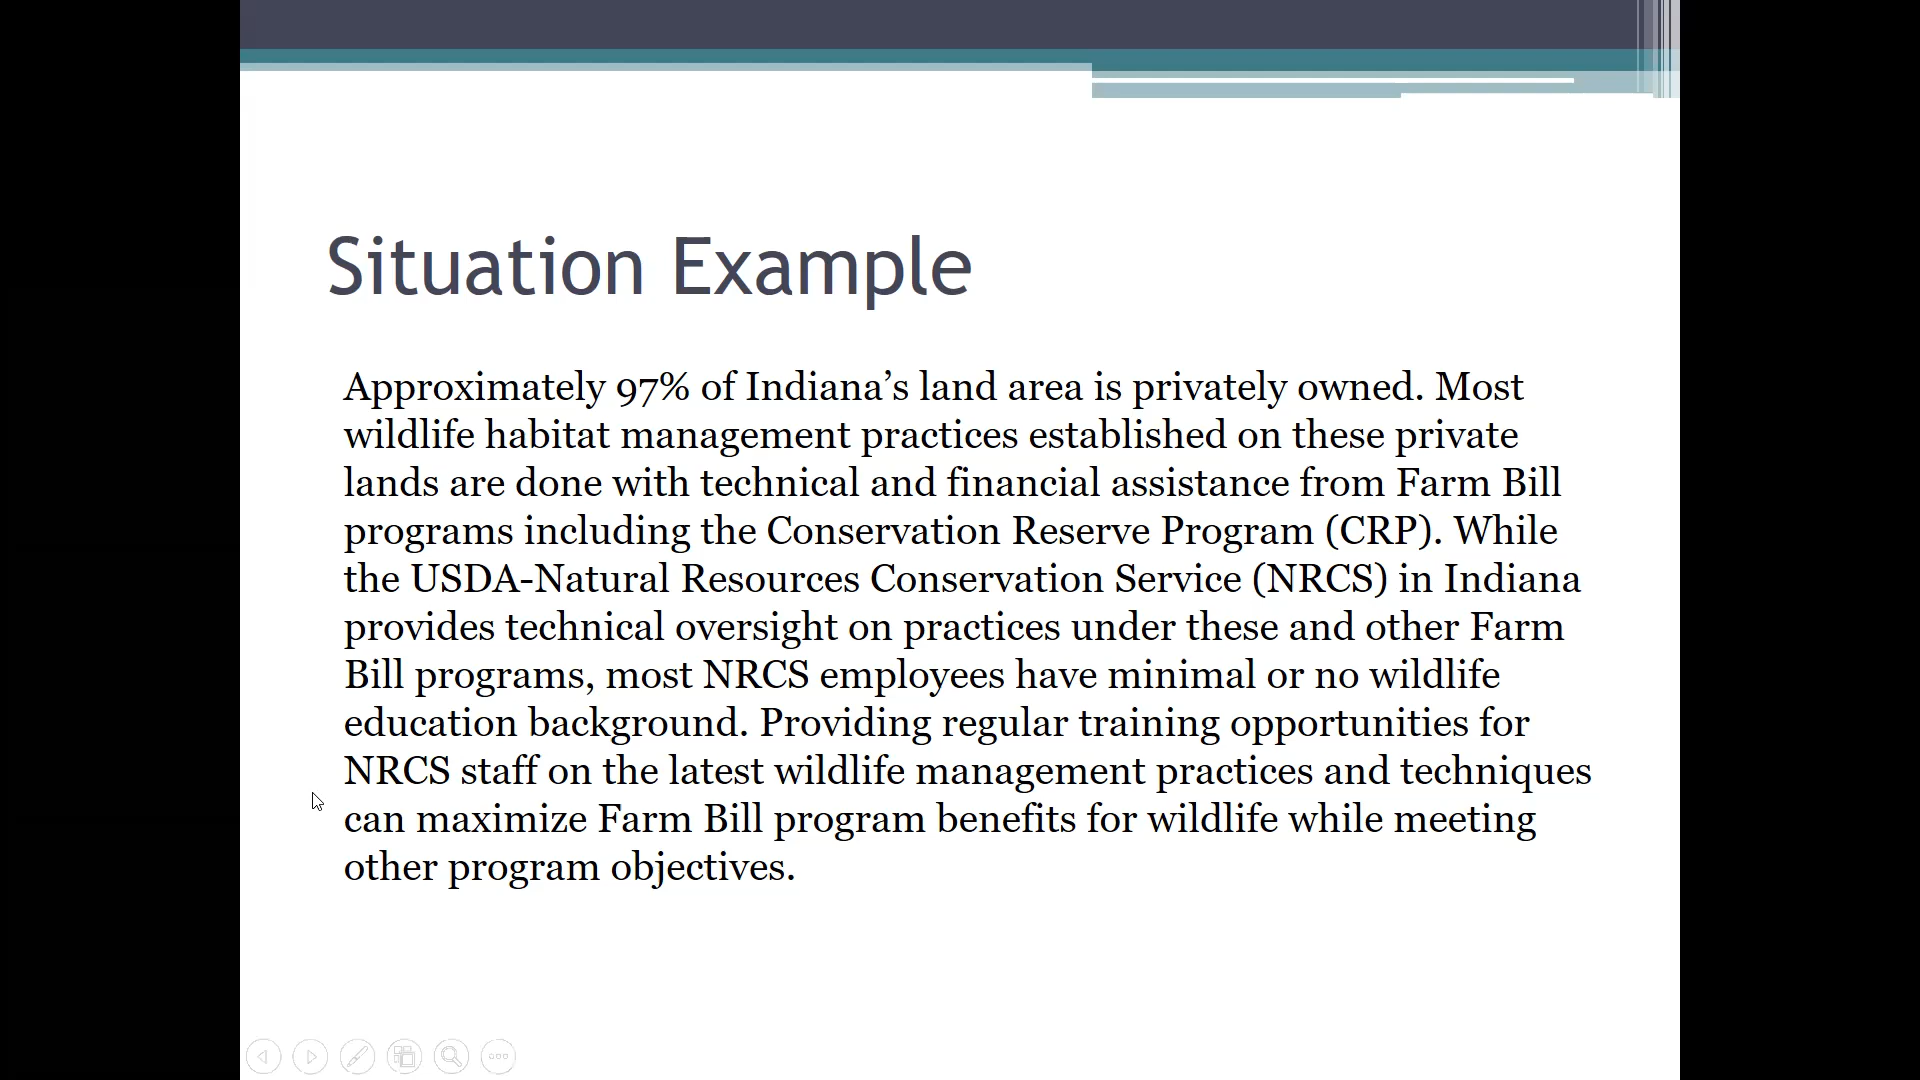 Situation Example
Approximately 97% of Indiana’s land area is privately owned. Most
wildlife habitat management practices established on these private
lands are done with technical and financial assistance from Farm Bill
programs including the Conservation Reserve Program (CRP). While
the USDA-Natural Resources Conservation Service (NRCS) in Indiana
provides technical oversight on practices under these and other Farm
Bill programs, most NRCS employees have minimal or no wildlife
education background. Providing regular training opportunities for
NRCS staff on the latest wildlife management practices and techniques
can maximize Farm Bill program benefits for wildlife while meeting
other program objectives.